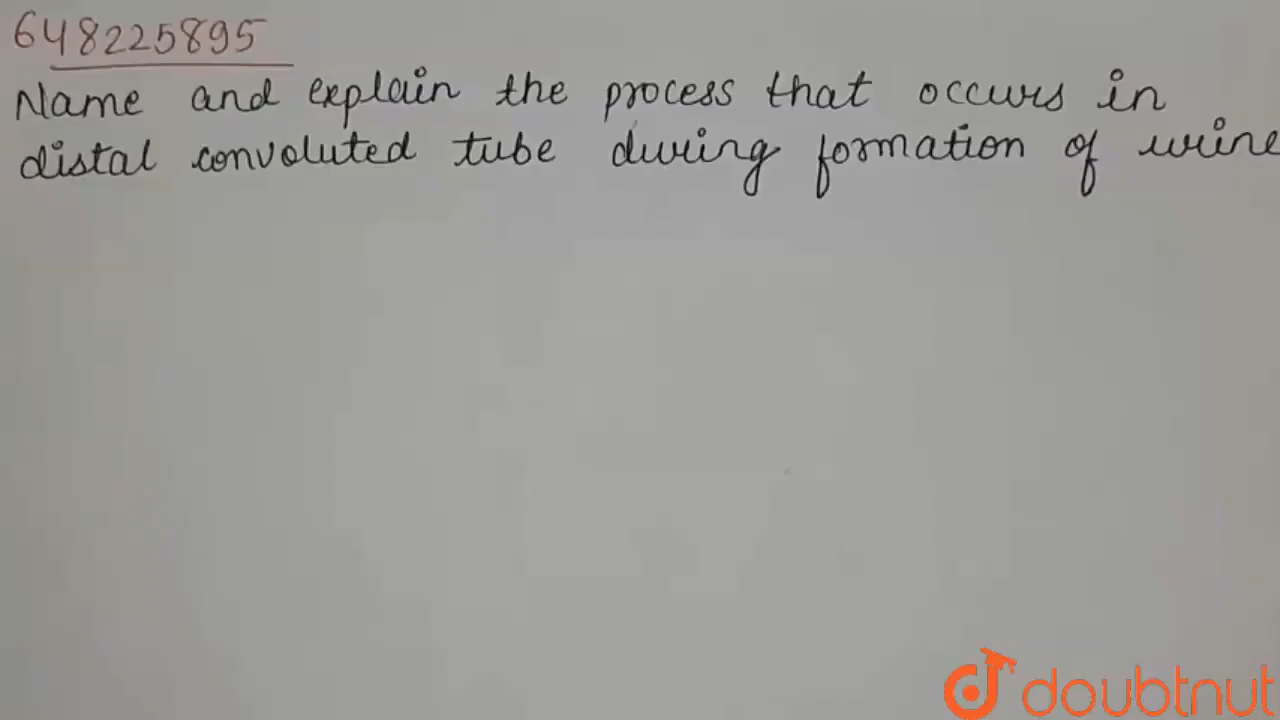 648225895
Name and explain the process that occurs in
distal convoluted tube during formation of urine
doubtnut